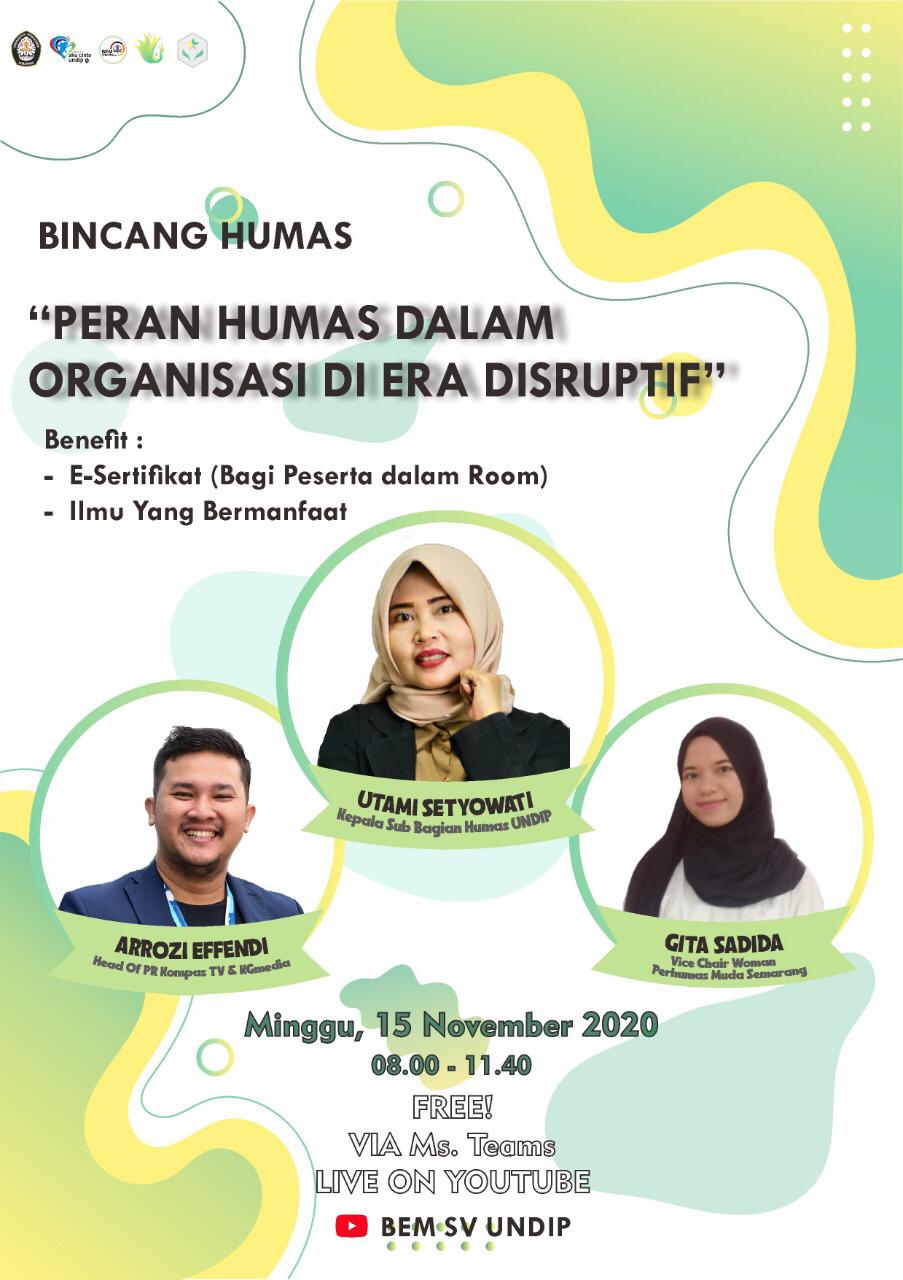 aku cinta
undip
BINCANG HUMAS
“PERAN HUMAS DALAM
ORGANISASI DI ERA DISRUPTIF”
Benefit :
- E-Sertifikat (Bagi Peserta dalam Room)
- Ilmu Yang Bermanfaat
UTAMI SETYOWATI
Kepala Sub Bagian Humas UNDIP
ARROZI EFFENDI
Head Of PR Kompas TV & KGmedia
GITA SADIDA
Vice Chair Woman
Perhumas Muda Semarang
Minggu, 15 November 2020
08.00 - 11.40
FREE!
VIA Ms. Teams
LIVE ON YOUTUBE
BEM SV UNDIP